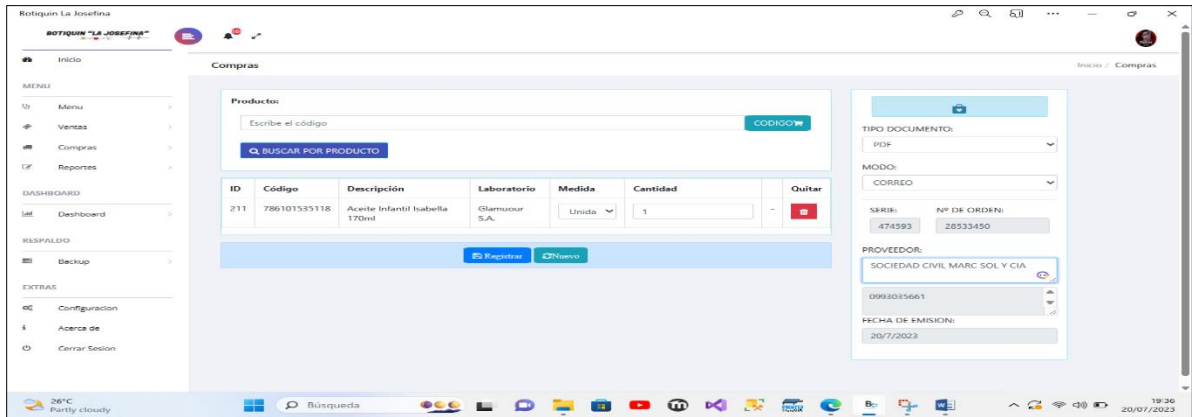 Botiquin La Josefina
BOTIQUIN "LA JOSEFINA"
Inicio
Compras
Inicio / Compras
MENU
Menu
Ventas
Compras
Reportes
DASHBOARD
Dashboard
RESPALDO
Backup
EXTRAS
Configuracion
Acerca de
Cerrar Sesion
Producto:
Escribe el código
CODIGO
BUSCAR POR PRODUCTO
ID Código Descripción Laboratorio Medida Cantidad Quitar
211 786101535118 Aceite Infantil Isabella 170ml Glamuour S.A. Unida 1 -
Registrar Nuevo
TIPO DOCUMENTO:
PDF
MODO:
CORREO
SERIE: Nº DE ORDEN:
474593 28533450
PROVEEDOR:
SOCIEDAD CIVIL MARC SOL Y CIA
0993035661
FECHA DE EMISION:
20/7/2023
26°C
Partly cloudy
Búsqueda
19:36
20/07/2023